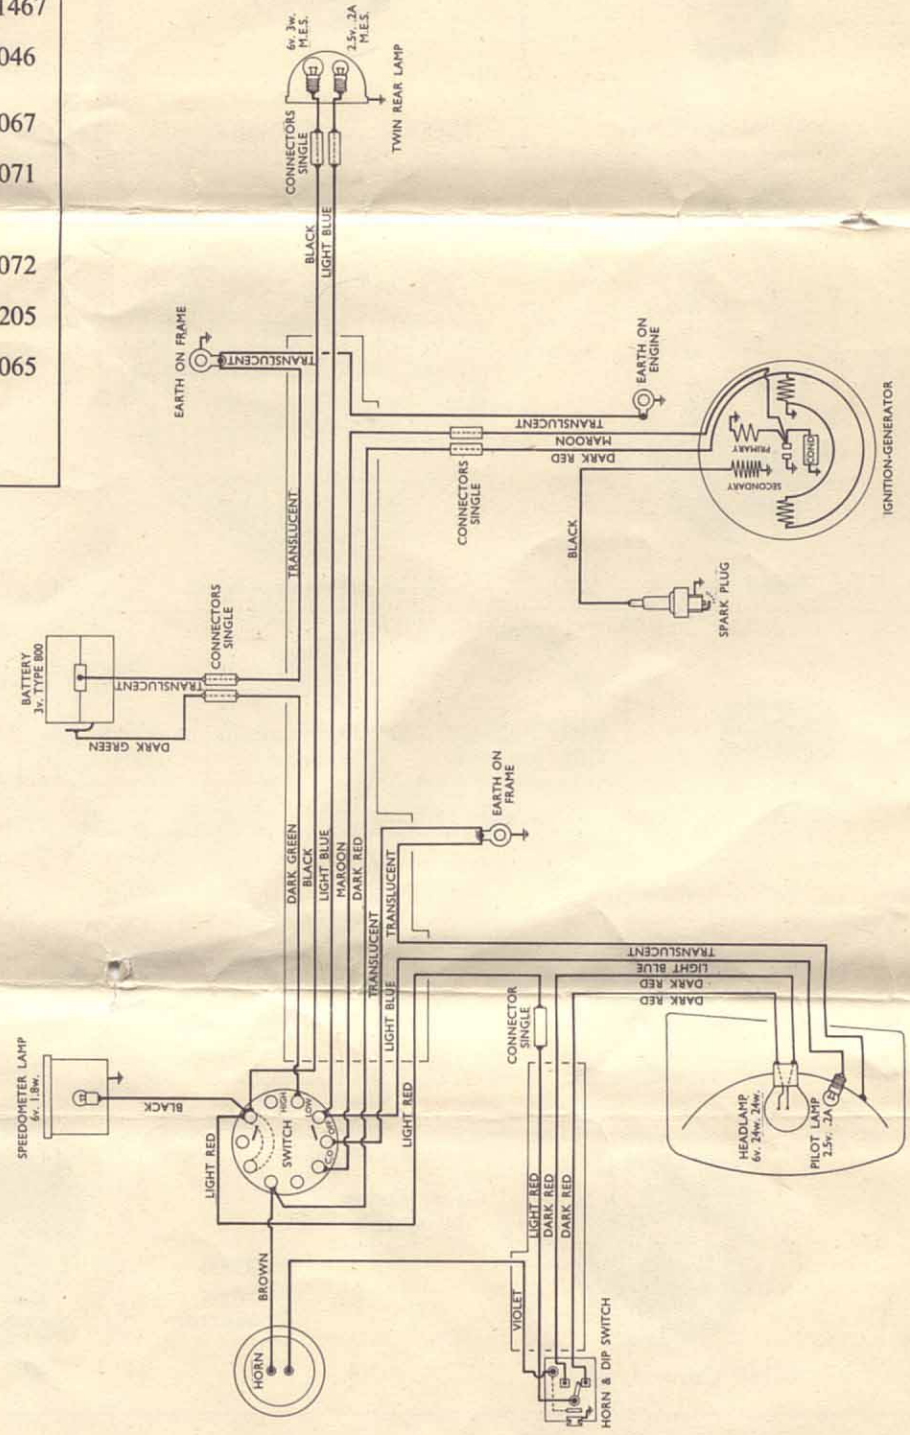 1467
046
067
071
072
205
065
6v. 3w.
M.E.S.
2.5v. .2A
M.E.S.
TWIN REAR LAMP
CONNECTORS
SINGLE
BLACK
LIGHT BLUE
EARTH ON FRAME
TRANSLUCENT
EARTH ON
ENGINE
TRANSLUCENT
MAROON
DARK RED
CONNECTORS
SINGLE
PRIMARY
SECONDARY
COND
IGNITION-GENERATOR
BLACK
SPARK PLUG
TRANSLUCENT
CONNECTORS
SINGLE
BATTERY
3v. TYPE 800
TRANSLUCENT
DARK GREEN
EARTH ON
FRAME
DARK GREEN
BLACK
LIGHT BLUE
MAROON
DARK RED
TRANSLUCENT
TRANSLUCENT
LIGHT BLUE
TRANSLUCENT
LIGHT BLUE
DARK RED
DARK RED
CONNECTOR
SINGLE
SPEEDOMETER LAMP
6v. 1.8w.
BLACK
HIGH
LOW
OFF
SWITCH
LIGHT RED
LIGHT RED
HEADLAMP
6v. 24w. 24w.
PILOT LAMP
2.5v. .2A
LIGHT RED
DARK RED
DARK RED
BROWN
VIOLET
HORN
HORN & DIP SWITCH